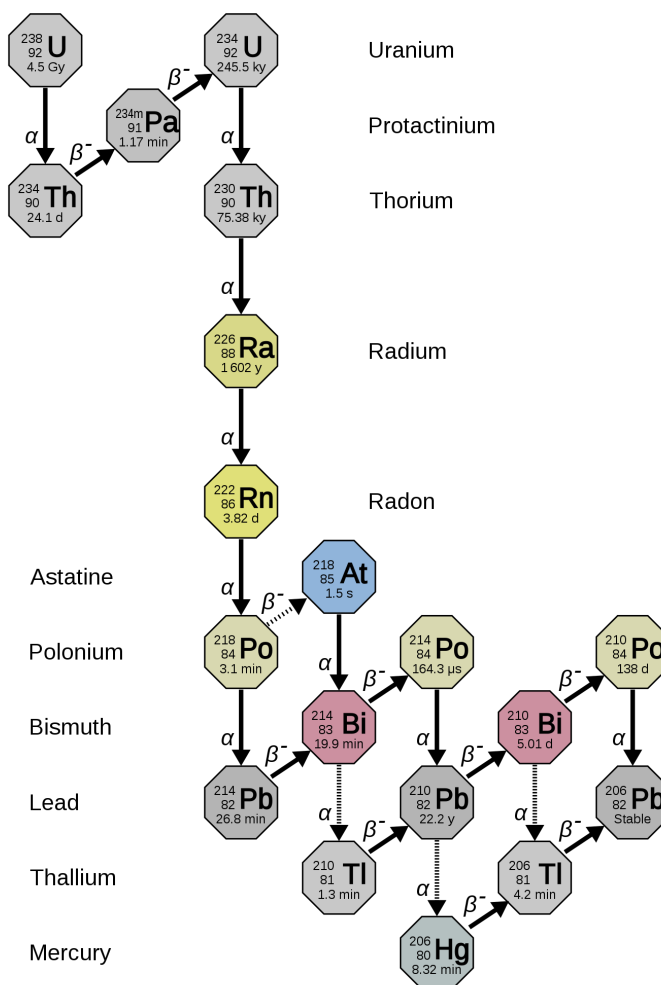 238
92 U
4.5 Gy
234
92 U
245.5 ky
Uranium
β⁻
234m
91 Pa
1.17 min
Protactinium
α
α
β⁻
234
90 Th
24.1 d
230
90 Th
75.38 ky
Thorium
α
226
88 Ra
1 602 y
Radium
α
222
86 Rn
3.82 d
Radon
Astatine
218
85 At
1.5 s
α
β⁻
Polonium
218
84 Po
3.1 min
214
84 Po
164.3 µs
210
84 Po
138 d
α
β⁻
β⁻
Bismuth
214
83 Bi
19.9 min
210
83 Bi
5.01 d
α
β⁻
α
β⁻
α
Lead
214
82 Pb
26.8 min
210
82 Pb
22.2 y
206
82 Pb
Stable
α
β⁻
α
β⁻
Thallium
210
81 Tl
1.3 min
206
81 Tl
4.2 min
α
β⁻
Mercury
206
80 Hg
8.32 min